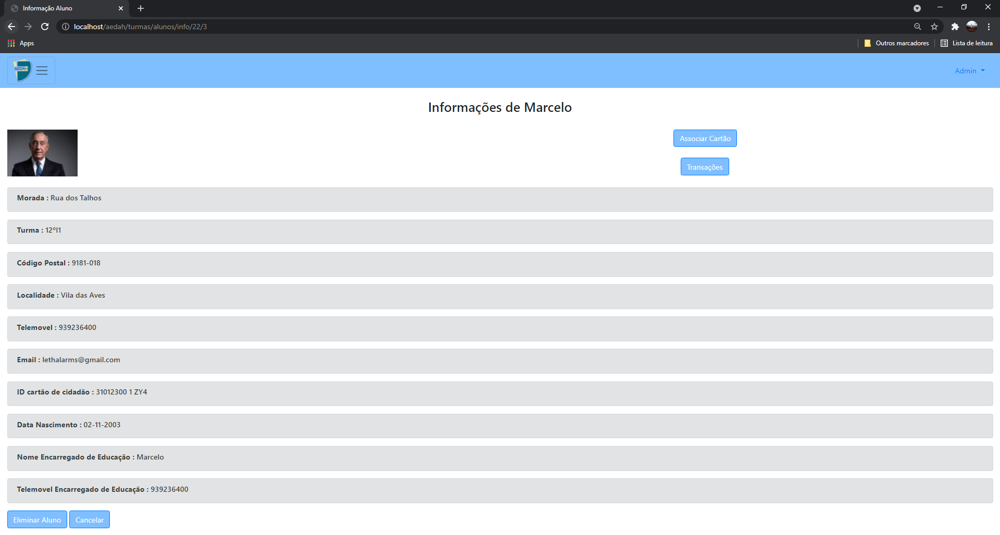 Informação Aluno
localhost/aedah/turmas/alunos/info/22/3
Apps
Outros marcadores
Lista de leitura
AEDAH
Admin
Informações de Marcelo
Associar Cartão
Transações
Morada : Rua dos Talhos
Turma : 12ºI1
Código Postal : 9181-018
Localidade : Vila das Aves
Telemovel : 939236400
Email : lethalarms@gmail.com
ID cartão de cidadão : 31012300 1 ZY4
Data Nascimento : 02-11-2003
Nome Encarregado de Educação : Marcelo
Telemovel Encarregado de Educação : 939236400
Eliminar Aluno
Cancelar